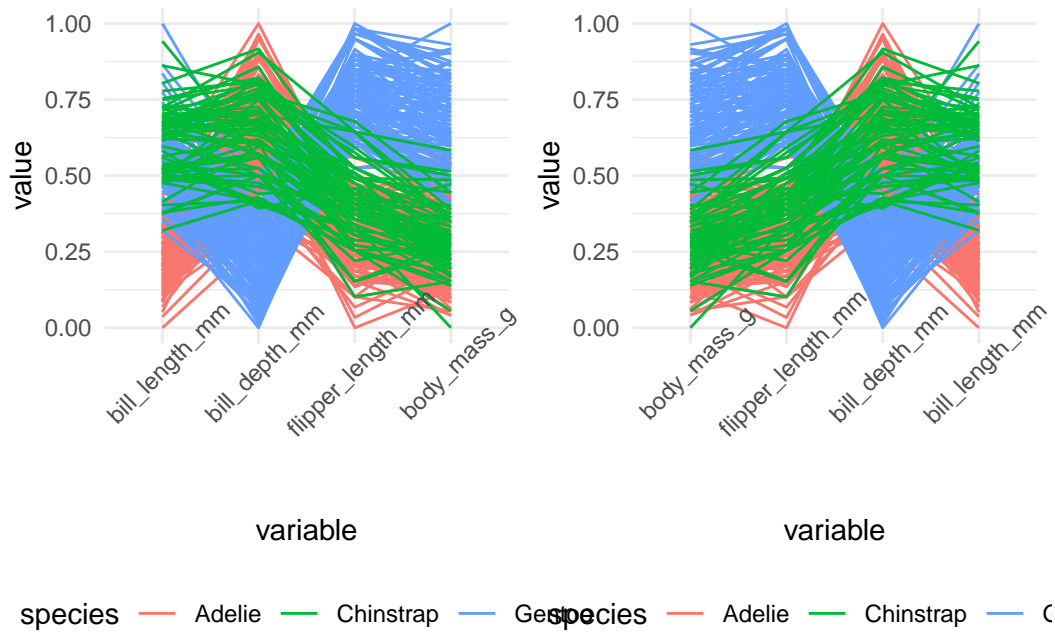 1.00
0.75
0.50
0.25
0.00
value
bill_length_mm
bill_depth_mm
flipper_length_mm
body_mass_g
variable
species Adelie Chinstrap
1.00
0.75
0.50
0.25
0.00
value
body_mass_g
flipper_length_mm
bill_depth_mm
bill_length_mm
variable
species Adelie Chinstrap